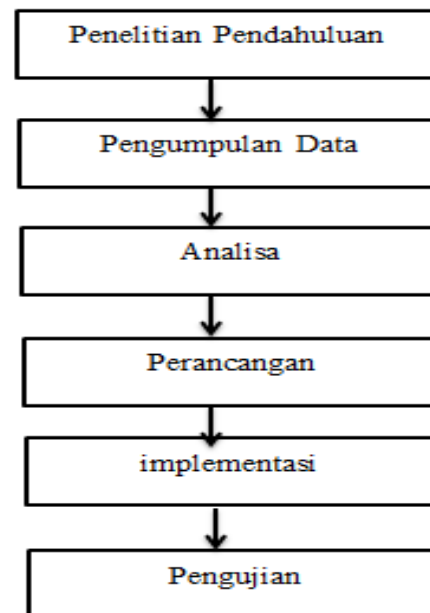 Penelitian Pendahuluan
Pengumpulan Data
Analisa
Perancangan
implementasi
Pengujian